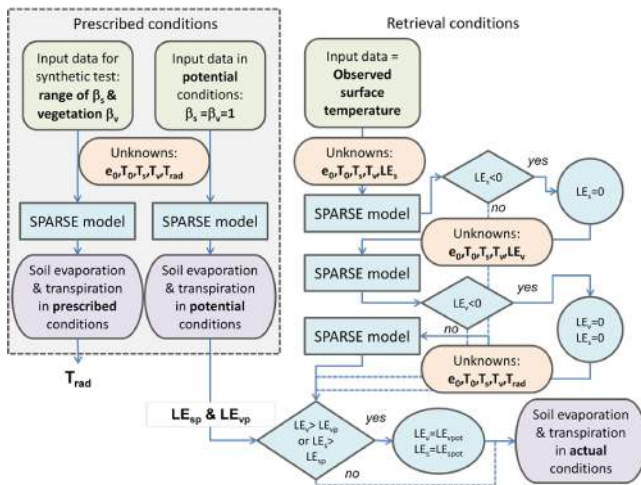 Prescribed conditions
Input data for
synthetic test:
range of βs &
vegetation βv
Input data in
potential
conditions:
βs =βv=1
Unknowns:
e0,T0,Ts,Tv,Trad
SPARSE model
SPARSE model
Soil evaporation
& transpiration
in prescribed
conditions
Soil evaporation
& transpiration
in potential
conditions
Trad
LEsp & LEvp
Retrieval conditions
Input data =
Observed
surface
temperature
Unknowns:
e0,T0,Ts,Tv,LEs
SPARSE model
LEs<0
yes
LEs=0
no
Unknowns:
e0,T0,Ts,Tv,LEv
SPARSE model
LEv<0
yes
LEv=0
LEs=0
no
SPARSE model
Unknowns:
e0,T0,Ts,Tv,Trad
LEv> LEvp
or LEs>
LEsp
yes
no
LEv=LEvpot
LEs=LEspot
Soil evaporation
& transpiration
in actual
conditions